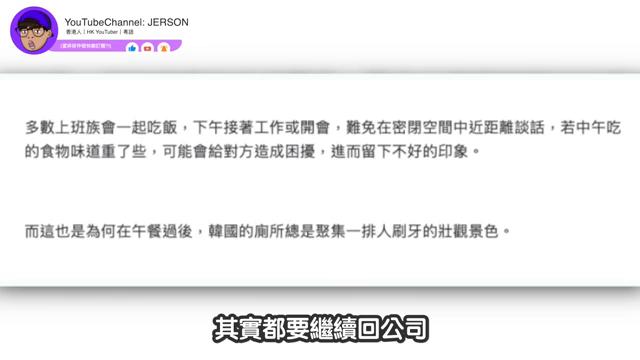 YouTubeChannel: JERSON
香港人｜HK YouTuber｜粵語
多數上班族會一起吃飯，下午接著工作或開會，難免在密閉空間中近距離談話，若中午吃
的食物味道重了些，可能會給對方造成困擾，進而留下不好的印象。
而這也是為何在午餐過後，韓國的廁所總是聚集一排人刷牙的壯觀景色。
其實都要繼續回公司